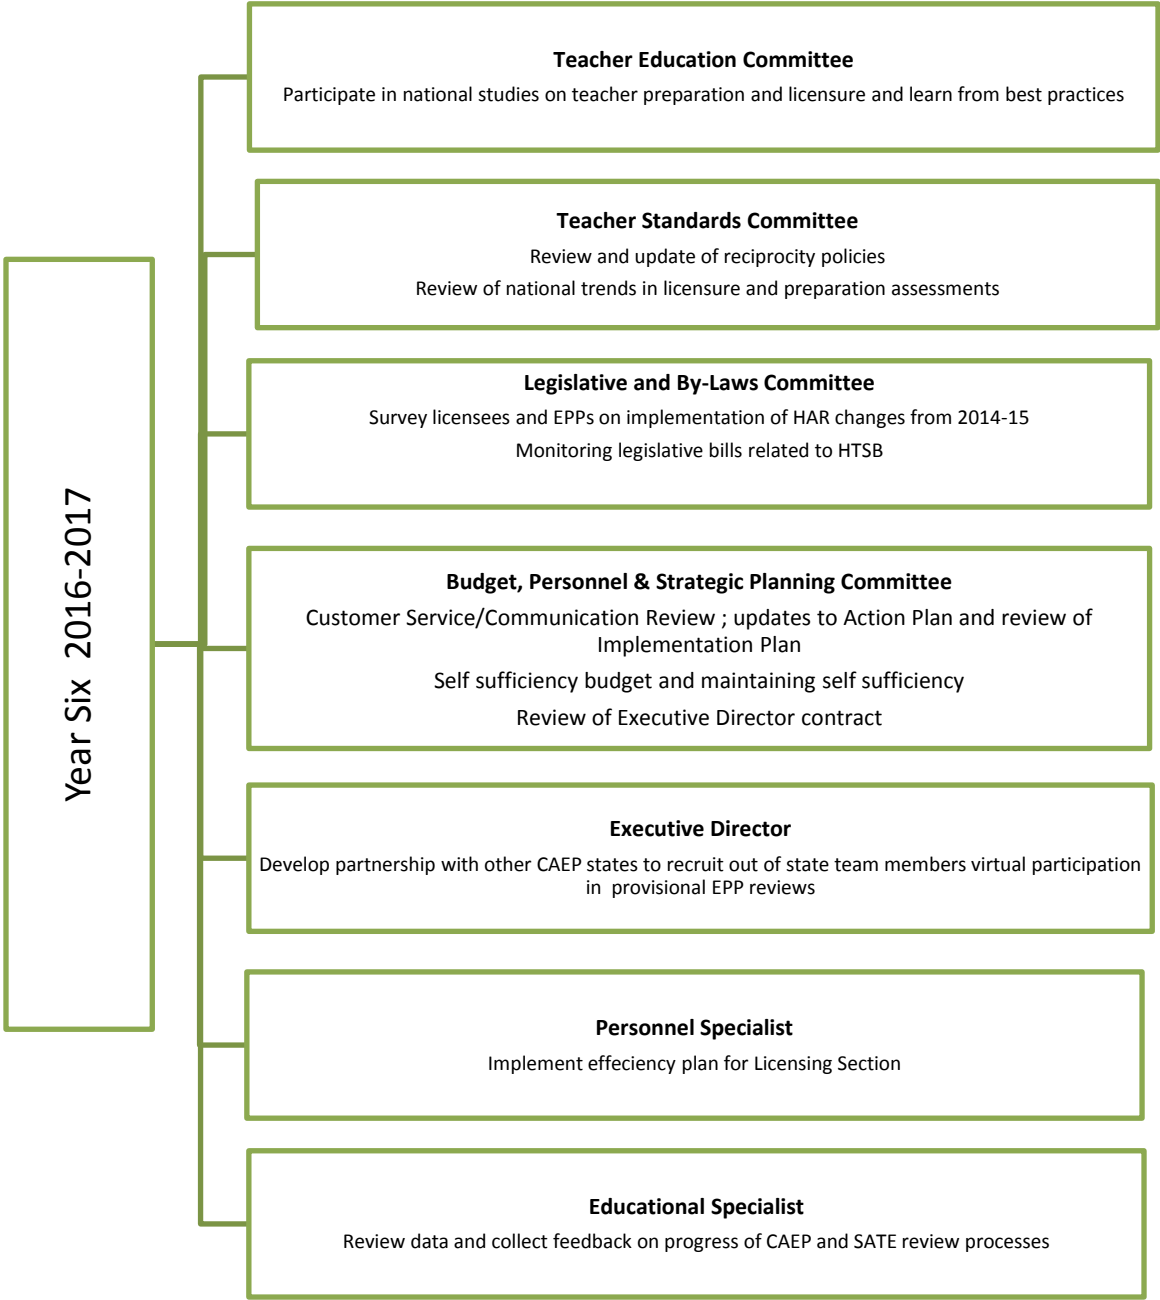 Year Six 2016-2017
Teacher Education Committee
Participate in national studies on teacher preparation and licensure and learn from best practices
Teacher Standards Committee
Review and update of reciprocity policies
Review of national trends in licensure and preparation assessments
Legislative and By-Laws Committee
Survey licensees and EPPs on implementation of HAR changes from 2014-15
Monitoring legislative bills related to HTSB
Budget, Personnel & Strategic Planning Committee
Customer Service/Communication Review ; updates to Action Plan and review of
Implementation Plan
Self sufficiency budget and maintaining self sufficiency
Review of Executive Director contract
Executive Director
Develop partnership with other CAEP states to recruit out of state team members virtual participation
in provisional EPP reviews
Personnel Specialist
Implement effeciency plan for Licensing Section
Educational Specialist
Review data and collect feedback on progress of CAEP and SATE review processes